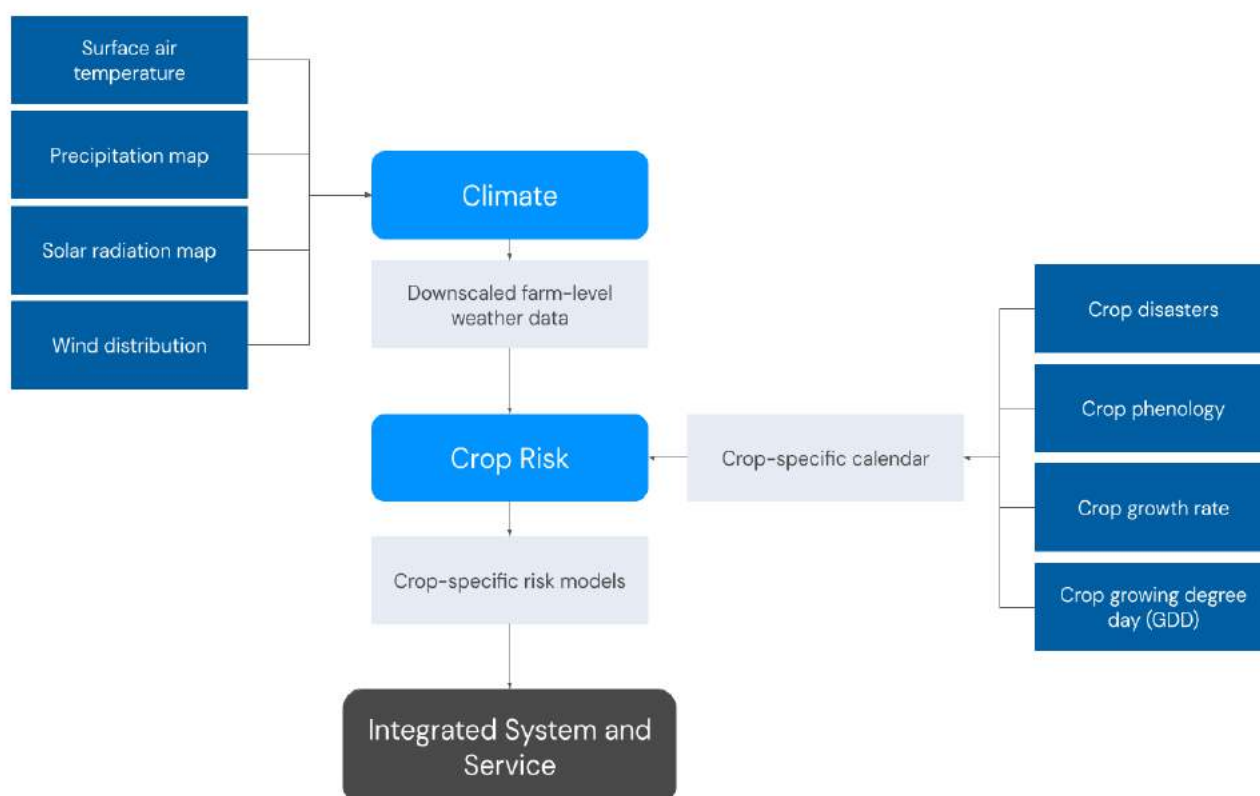 Surface air
temperature
Precipitation map
Solar radiation map
Wind distribution
Climate
Downscaled farm-level
weather data
Crop Risk
Crop-specific risk models
Integrated System and
Service
Crop-specific calendar
Crop disasters
Crop phenology
Crop growth rate
Crop growing degree
day (GDD)